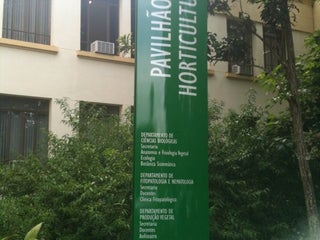 PAVILHÃO
HORTICULTU
DEPARTAMENTO DE
CIÊNCIAS BIOLÓGICAS
Secretaria
Anatomia e Fisiologia Vegetal
Ecologia
Botânica Sistemática
DEPARTAMENTO DE
FITOPATOLOGIA E NEMATOLOGIA
Secretaria
Docentes
Clínica Fitopatológica
DEPARTAMENTO DE
PRODUÇÃO VEGETAL
Secretaria
Docentes